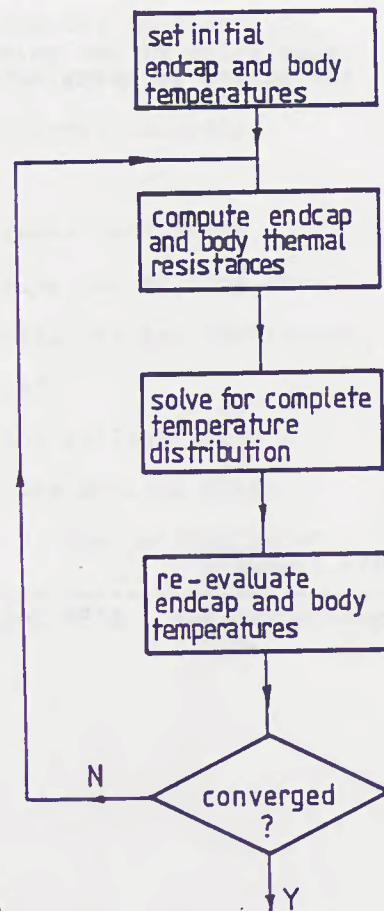 set initial
endcap and body
temperatures
compute endcap
and body thermal
resistances
solve for complete
temperature
distribution
re-evaluate
endcap and body
temperatures
converged
?
N
Y